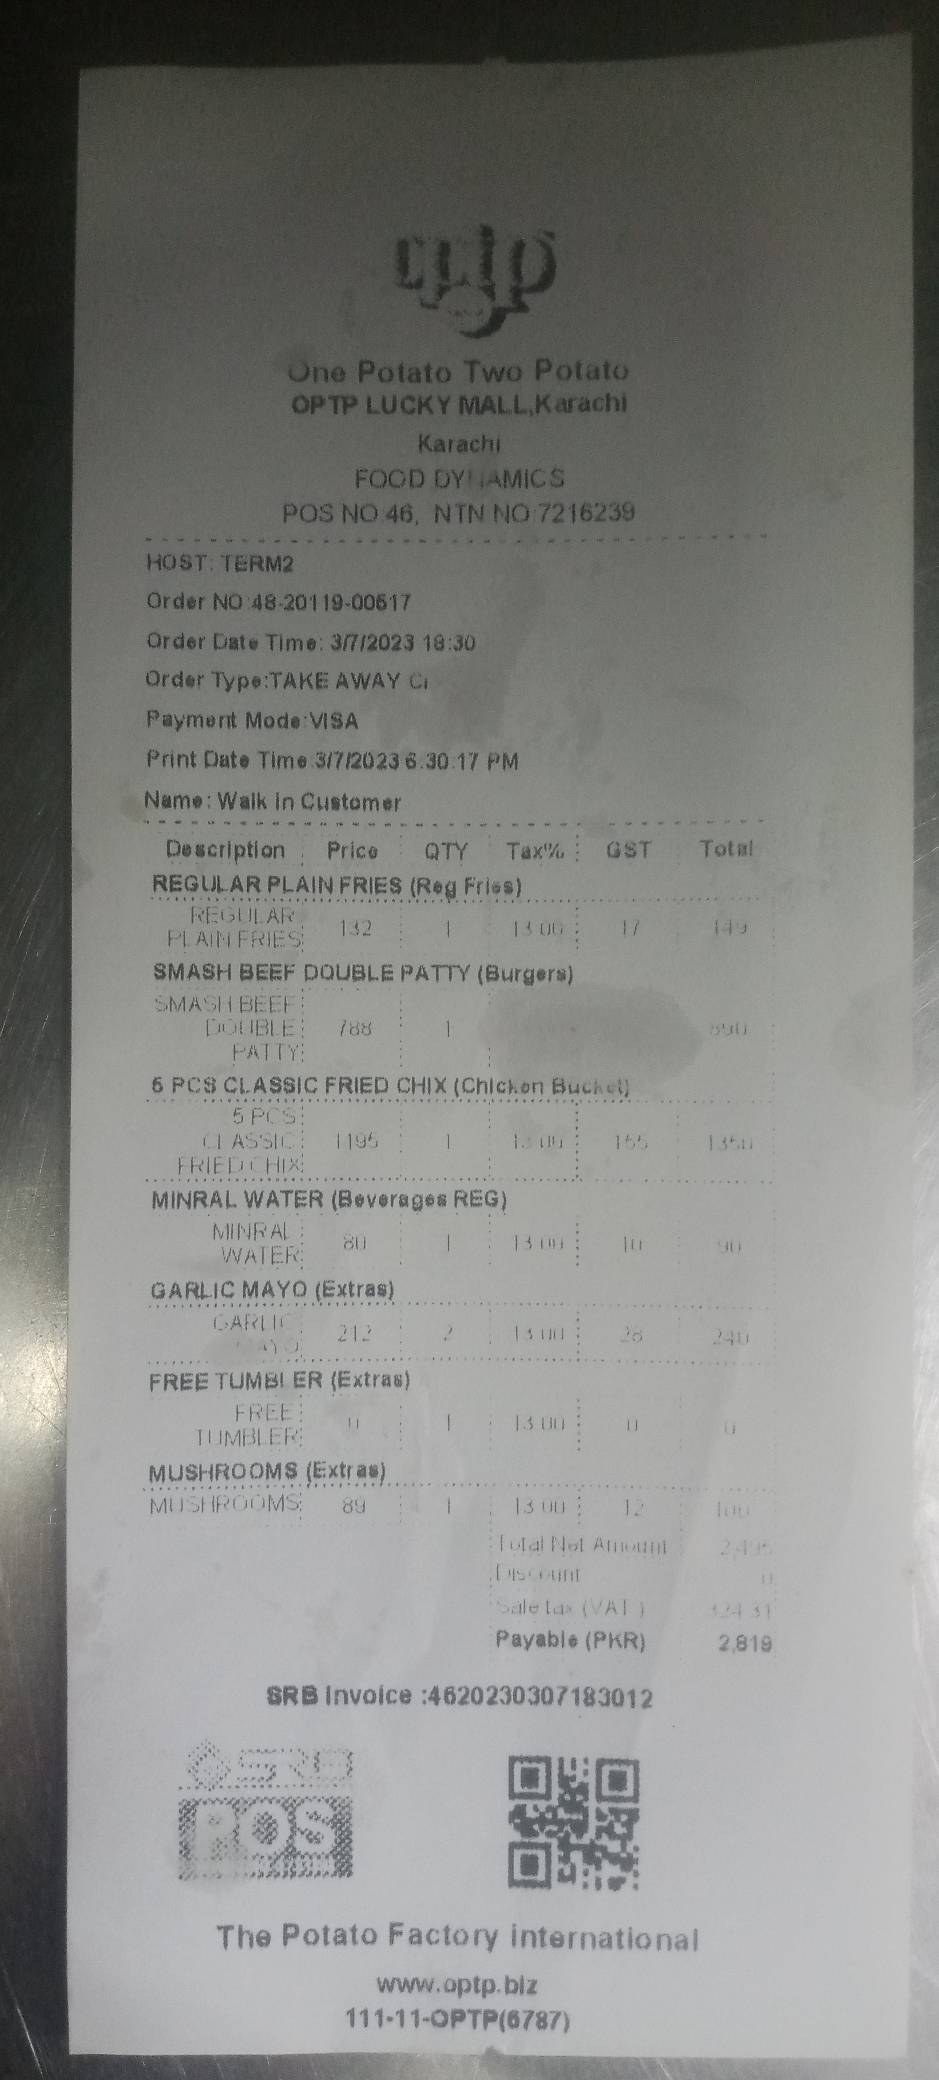 optp
One Potato Two Potato
OPTP LUCKY MALL,Karachi
Karachi
FOOD DYNAMICS
POS NO 46, NTN NO 7216239
HOST: TERM2
Order NO:48-20119-00617
Order Date Time: 3/7/2023 18:30
Order Type:TAKE AWAY Ci
Payment Mode:VISA
Print Date Time:3/7/2023 6:30:17 PM
Name: Walk in Customer
Description Price QTY Tax% GST Total
REGULAR PLAIN FRIES (Reg Fries)
REGULAR
PLAIN FRIES 132 1 13.00 17 149
SMASH BEEF DOUBLE PATTY (Burgers)
SMASH BEEF
DOUBLE 788 1 890
PATTY
5 PCS CLASSIC FRIED CHIX (Chicken Bucket)
5 PCS
CLASSIC 1195 1 13.00 155 1350
FRIED CHIX
MINRAL WATER (Beverages REG)
MINRAL
WATER 80 1 13.00 10 90
GARLIC MAYO (Extras)
GARLIC 212 2 13.00 28 240
FREE TUMBLER (Extras)
FREE
TUMBLER 0 1 13.00 0 0
MUSHROOMS (Extras)
MUSHROOMS 89 1 13.00 12 100
Total Net Amount 2,495
Discount 0
Sale tax (VAT ) 324.31
Payable (PKR) 2,819
SRB Invoice :4620230307183012
SRB
POS
The Potato Factory international
www.optp.biz
111-11-OPTP(6787)